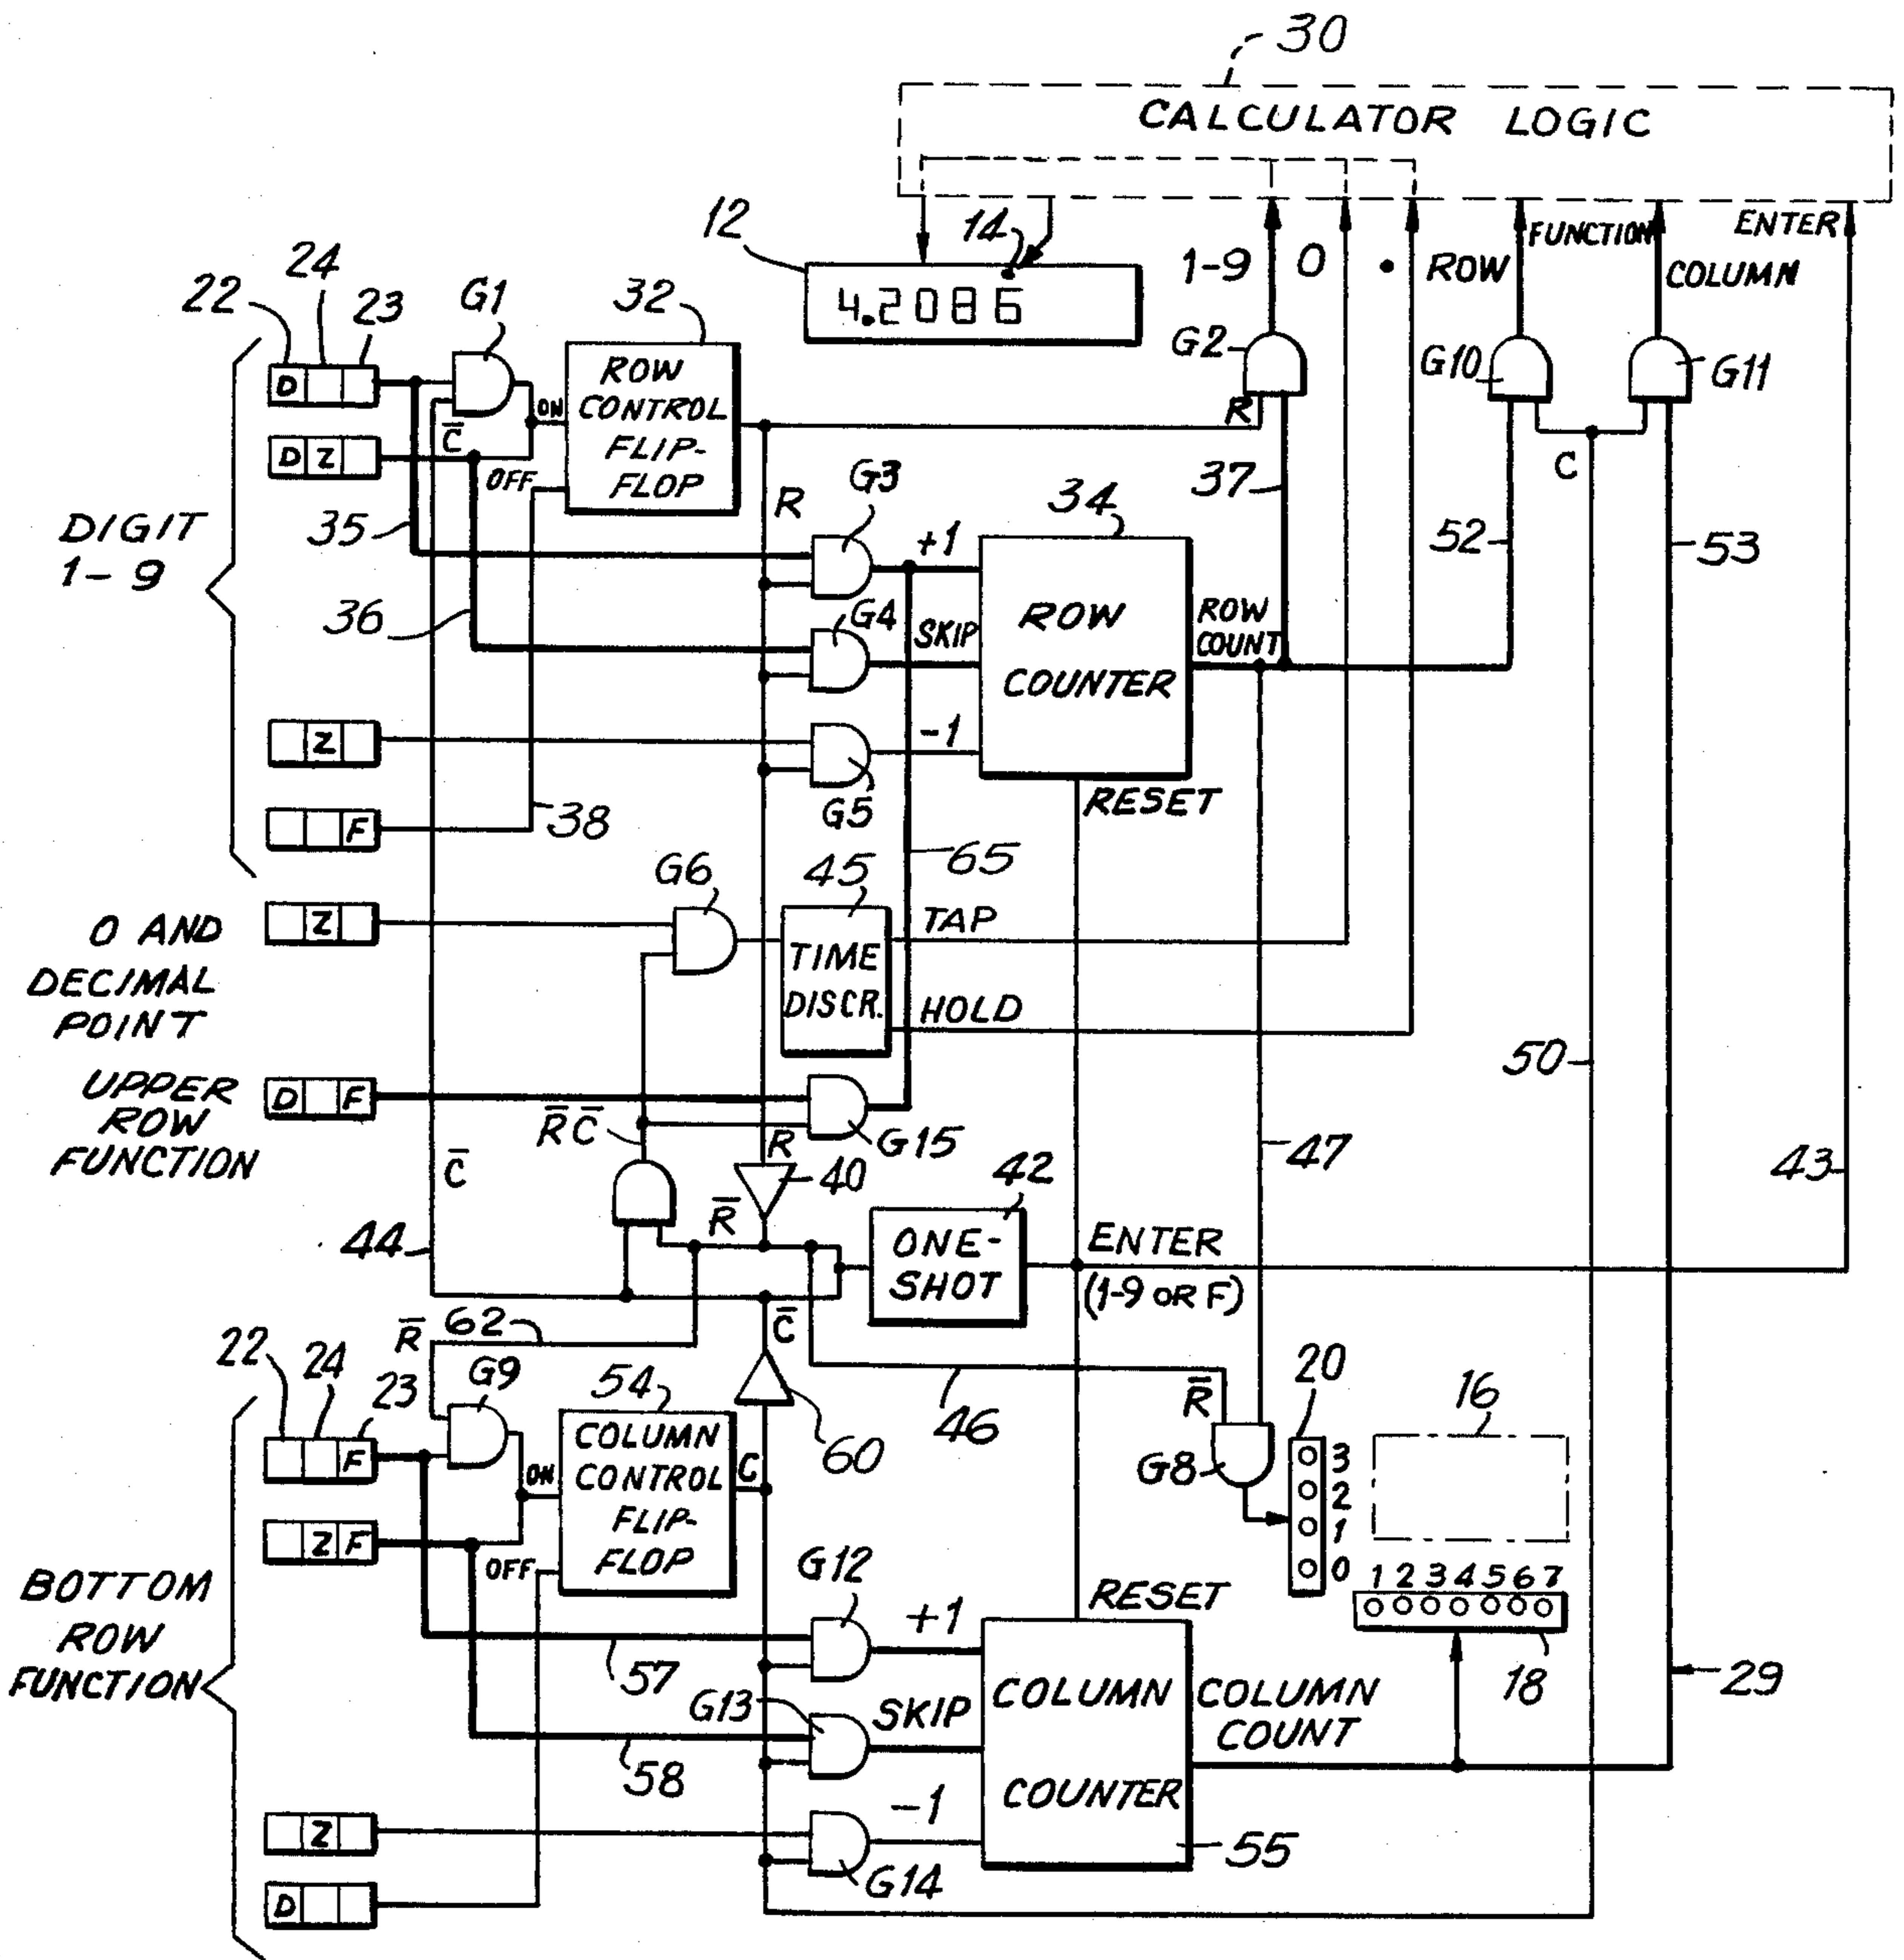 30
CALCULATOR LOGIC
12
14
4.2086
1-9
0
•
ROW
FUNCTION
COLUMN
ENTER
22
24
23
G1
32
ROW
CONTROL
FLIP-
FLOP
ON
OFF
D
C̅
D Z
G2
R
G10
G11
C
DIGIT
1-9
35
36
R
G3
+1
G4
SKIP
G5
-1
34
ROW
COUNTER
ROW
COUNT
37
52
53
RESET
Z
F
38
65
O AND
DECIMAL
POINT
Z
G6
45
TIME
DISCR.
TAP
HOLD
50
UPPER
ROW
FUNCTION
D F
R̅ C̅
G15
R
40
C̅
44
R̅
42
ONE-
SHOT
ENTER
(1-9 OR F)
47
43
C̅
R̅
62
22
24
23
G9
54
COLUMN
CONTROL
FLIP-
FLOP
ON
OFF
C
60
46
R̅
G8
20
3
2
1
0
16
F
Z F
BOTTOM
ROW
FUNCTION
G12
+1
RESET
1 2 3 4 5 6 7
18
57
G13
SKIP
58
COLUMN
COUNTER
COLUMN
COUNT
29
-1
G14
55
Z
D